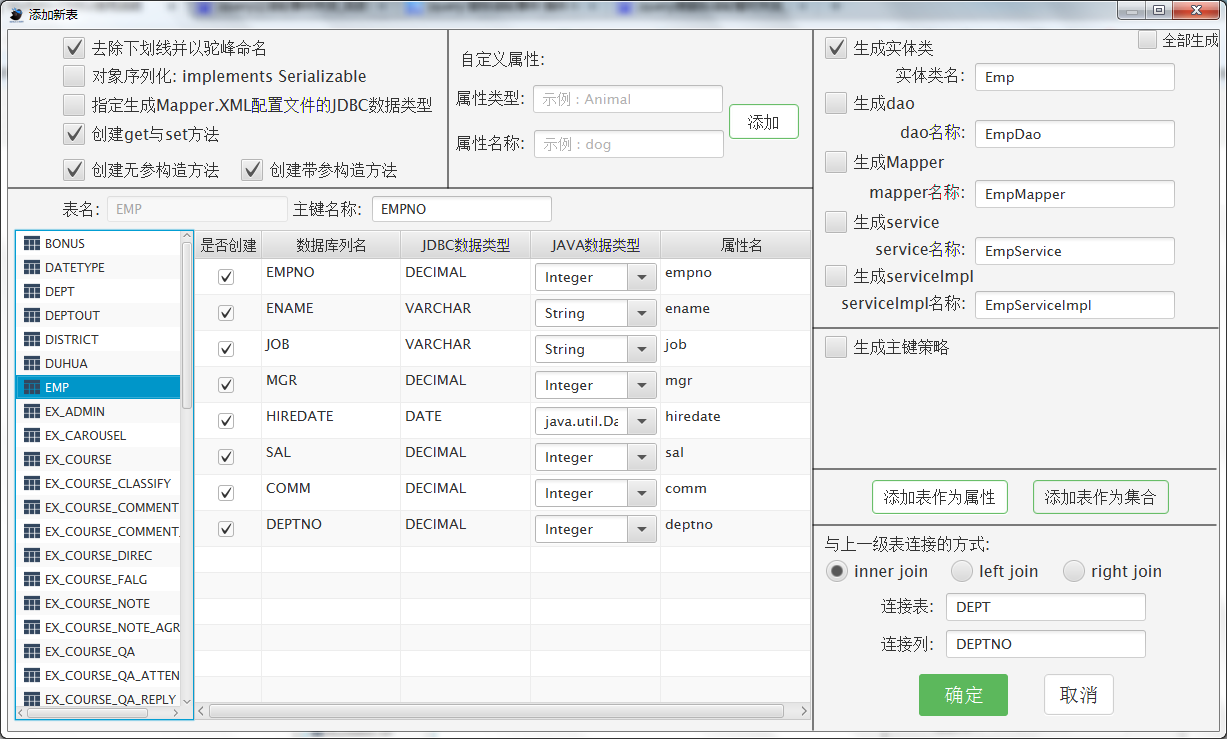 添加新表
去除下划线并以驼峰命名
对象序列化: implements Serializable
指定生成Mapper.XML配置文件的JDBC数据类型
创建get与set方法
创建无参构造方法 创建带参构造方法
自定义属性:
属性类型: 示例：Animal
属性名称: 示例：dog
添加
全部生成
生成实体类
实体类名: Emp
生成dao
dao名称: EmpDao
生成Mapper
mapper名称: EmpMapper
生成service
service名称: EmpService
生成serviceImpl
serviceImpl名称: EmpServiceImpl
生成主键策略
表名: EMP 主键名称: EMPNO
BONUS
DATETYPE
DEPT
DEPTOUT
DISTRICT
DUHUA
EMP
EX_ADMIN
EX_CAROUSEL
EX_COURSE
EX_COURSE_CLASSIFY
EX_COURSE_COMMENT
EX_COURSE_COMMENT_
EX_COURSE_DIREC
EX_COURSE_FALG
EX_COURSE_NOTE
EX_COURSE_NOTE_AGR
EX_COURSE_QA
EX_COURSE_QA_ATTEN
EX_COURSE_QA_REPLY
是否创建 数据库列名 JDBC数据类型 JAVA数据类型 属性名
EMPNO DECIMAL Integer empno
ENAME VARCHAR String ename
JOB VARCHAR String job
MGR DECIMAL Integer mgr
HIREDATE DATE java.util.Da hiredate
SAL DECIMAL Integer sal
COMM DECIMAL Integer comm
DEPTNO DECIMAL Integer deptno
添加表作为属性 添加表作为集合
与上一级表连接的方式:
inner join left join right join
连接表: DEPT
连接列: DEPTNO
确定 取消